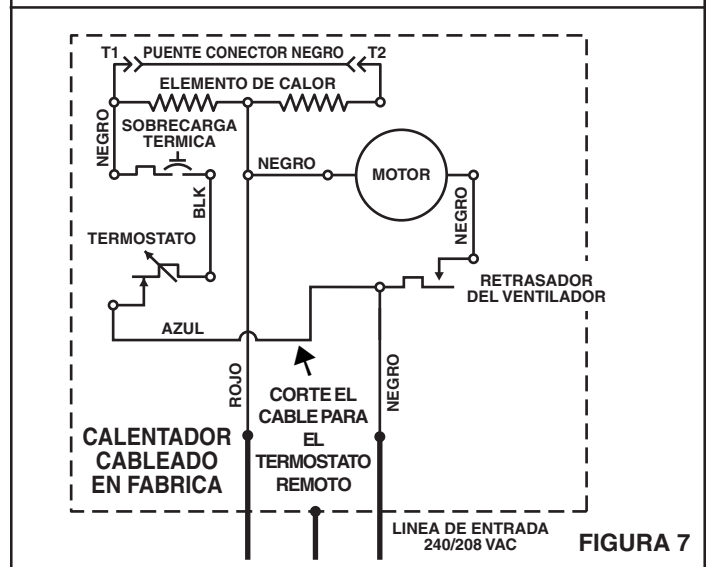 T1 PUENTE CONECTOR NEGRO T2
ELEMENTO DE CALOR
NEGRO
SOBRECARGA
TERMICA
NEGRO
MOTOR
BLK
NEGRO
TERMOSTATO
RETRASADOR
DEL VENTILADOR
AZUL
ROJO
NEGRO
CORTE EL
CABLE PARA
EL
TERMOSTATO
REMOTO
CALENTADOR
CABLEADO
EN FABRICA
LINEA DE ENTRADA
240/208 VAC
FIGURA 7